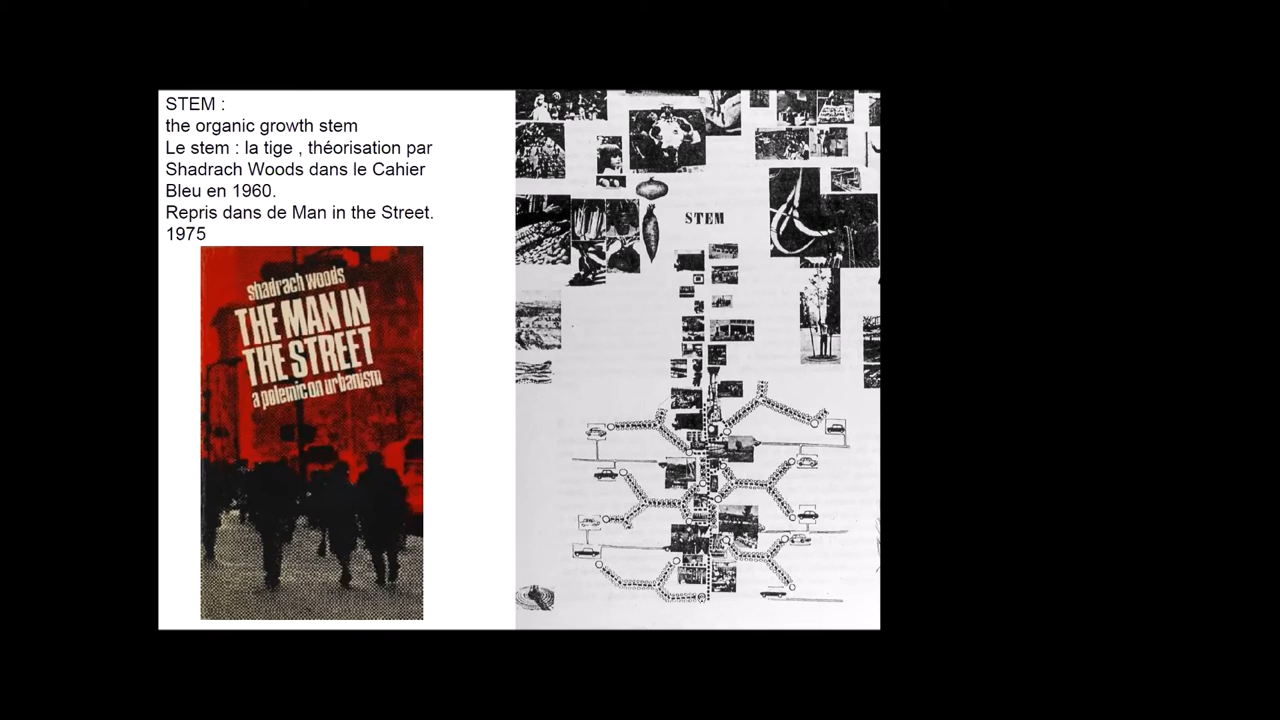 STEM :
the organic growth stem
Le stem : la tige , théorisation par
Shadrach Woods dans le Cahier
Bleu en 1960.
Repris dans de Man in the Street.
1975
shadrach woods
THE MAN IN
THE STREET
a polemic on urbanism
STEM